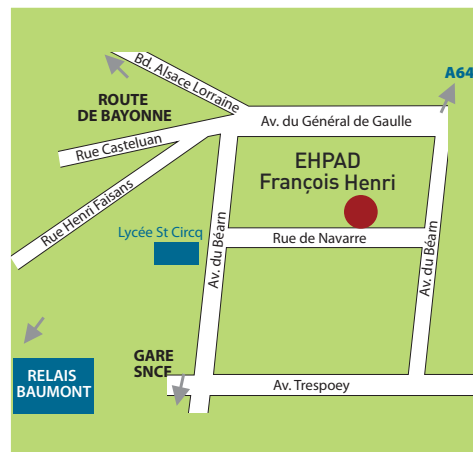 Bd. Alsace Lorraine
A64
ROUTE
DE BAYONNE
Av. du Général de Gaulle
Rue Casteluan
EHPAD
François Henri
Rue Henri Faisans
Lycée St Circq
Rue de Navarre
Av. du Béarn
Av. du Béarn
GARE
SNCF
RELAIS
BAUMONT
Av. Trespoey